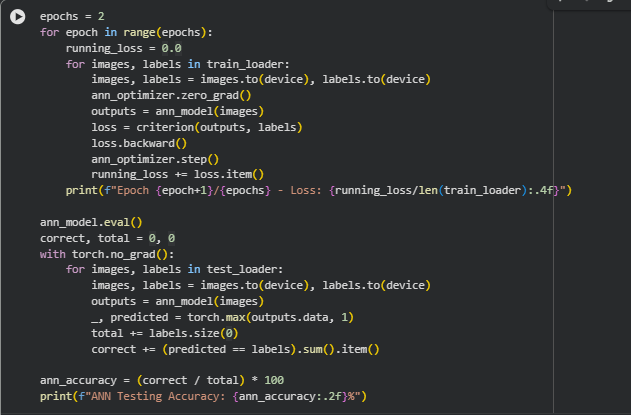 epochs = 2
for epoch in range(epochs):
    running_loss = 0.0
    for images, labels in train_loader:
        images, labels = images.to(device), labels.to(device)
        ann_optimizer.zero_grad()
        outputs = ann_model(images)
        loss = criterion(outputs, labels)
        loss.backward()
        ann_optimizer.step()
        running_loss += loss.item()
    print(f"Epoch {epoch+1}/{epochs} - Loss: {running_loss/len(train_loader):.4f}")

ann_model.eval()
correct, total = 0, 0
with torch.no_grad():
    for images, labels in test_loader:
        images, labels = images.to(device), labels.to(device)
        outputs = ann_model(images)
        _, predicted = torch.max(outputs.data, 1)
        total += labels.size(0)
        correct += (predicted == labels).sum().item()

ann_accuracy = (correct / total) * 100
print(f"ANN Testing Accuracy: {ann_accuracy:.2f}%")